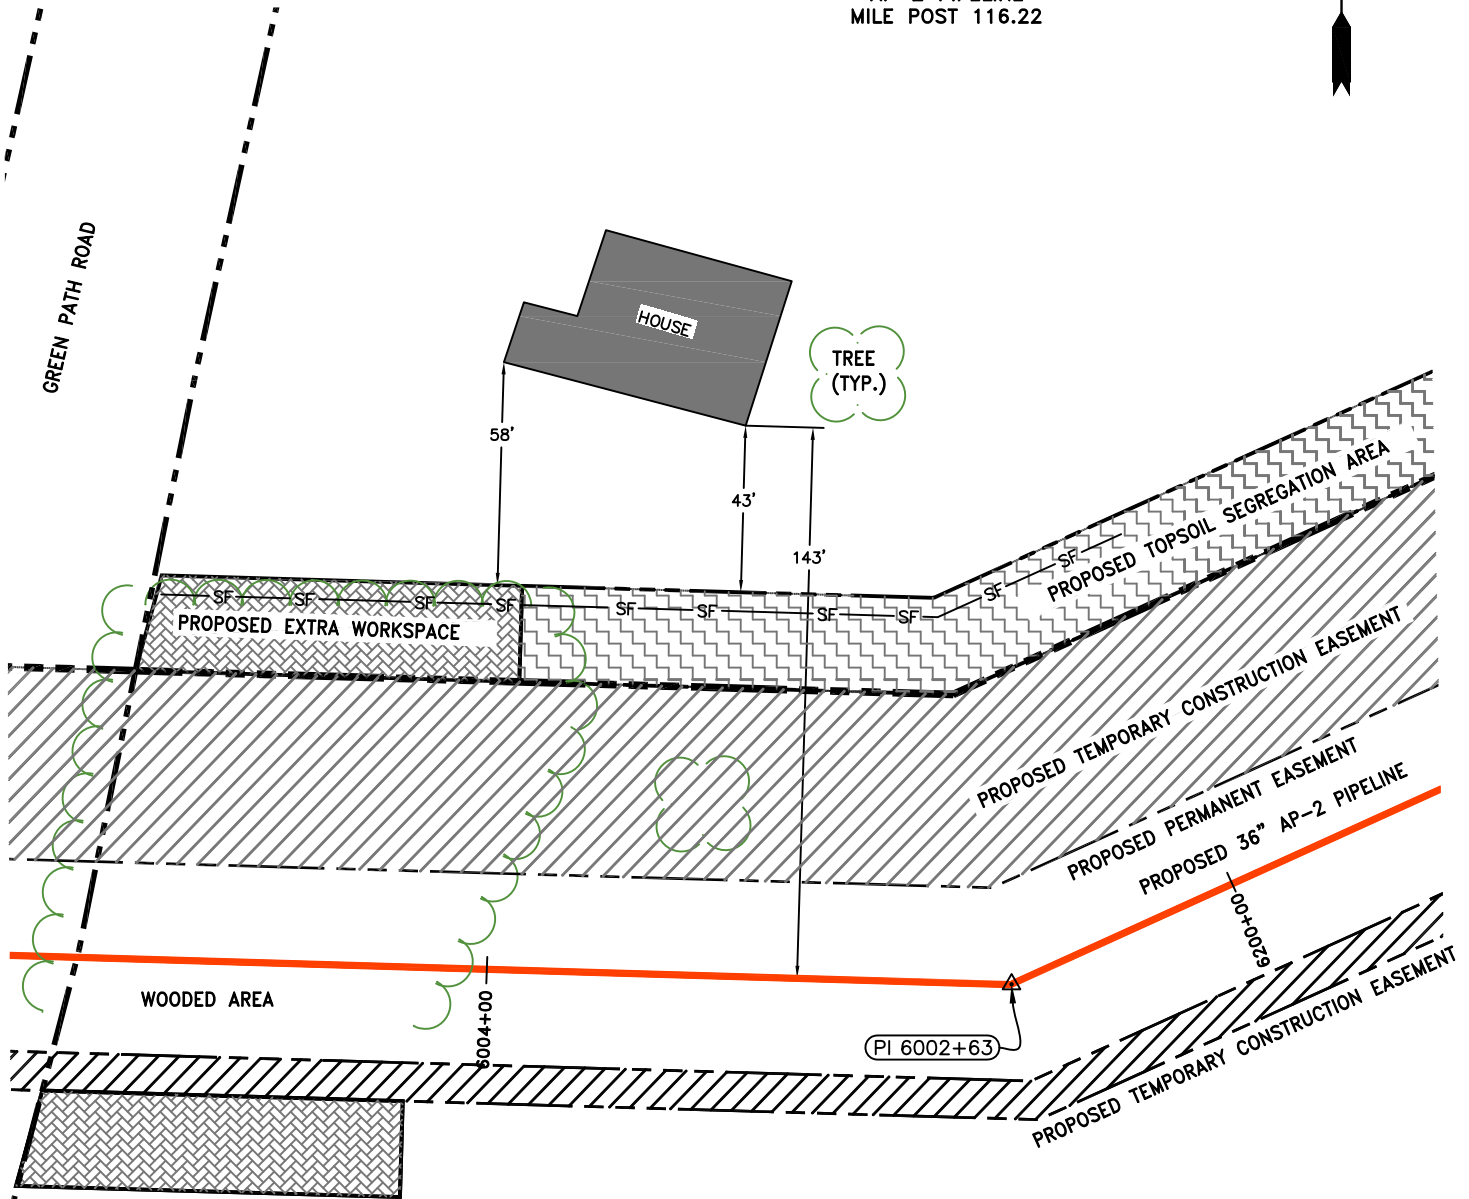 MILE POST 116.22
GREEN PATH ROAD
HOUSE
TREE
(TYP.)
58'
43'
143'
SF
SF
SF
SF
SF
SF
SF
SF
SF
SF
PROPOSED EXTRA WORKSPACE
PROPOSED TOPSOIL SEGREGATION AREA
PROPOSED TEMPORARY CONSTRUCTION EASEMENT
PROPOSED PERMANENT EASEMENT
PROPOSED 36" AP-2 PIPELINE
6200+00
WOODED AREA
6004+00
PI 6002+63
PROPOSED TEMPORARY CONSTRUCTION EASEMENT